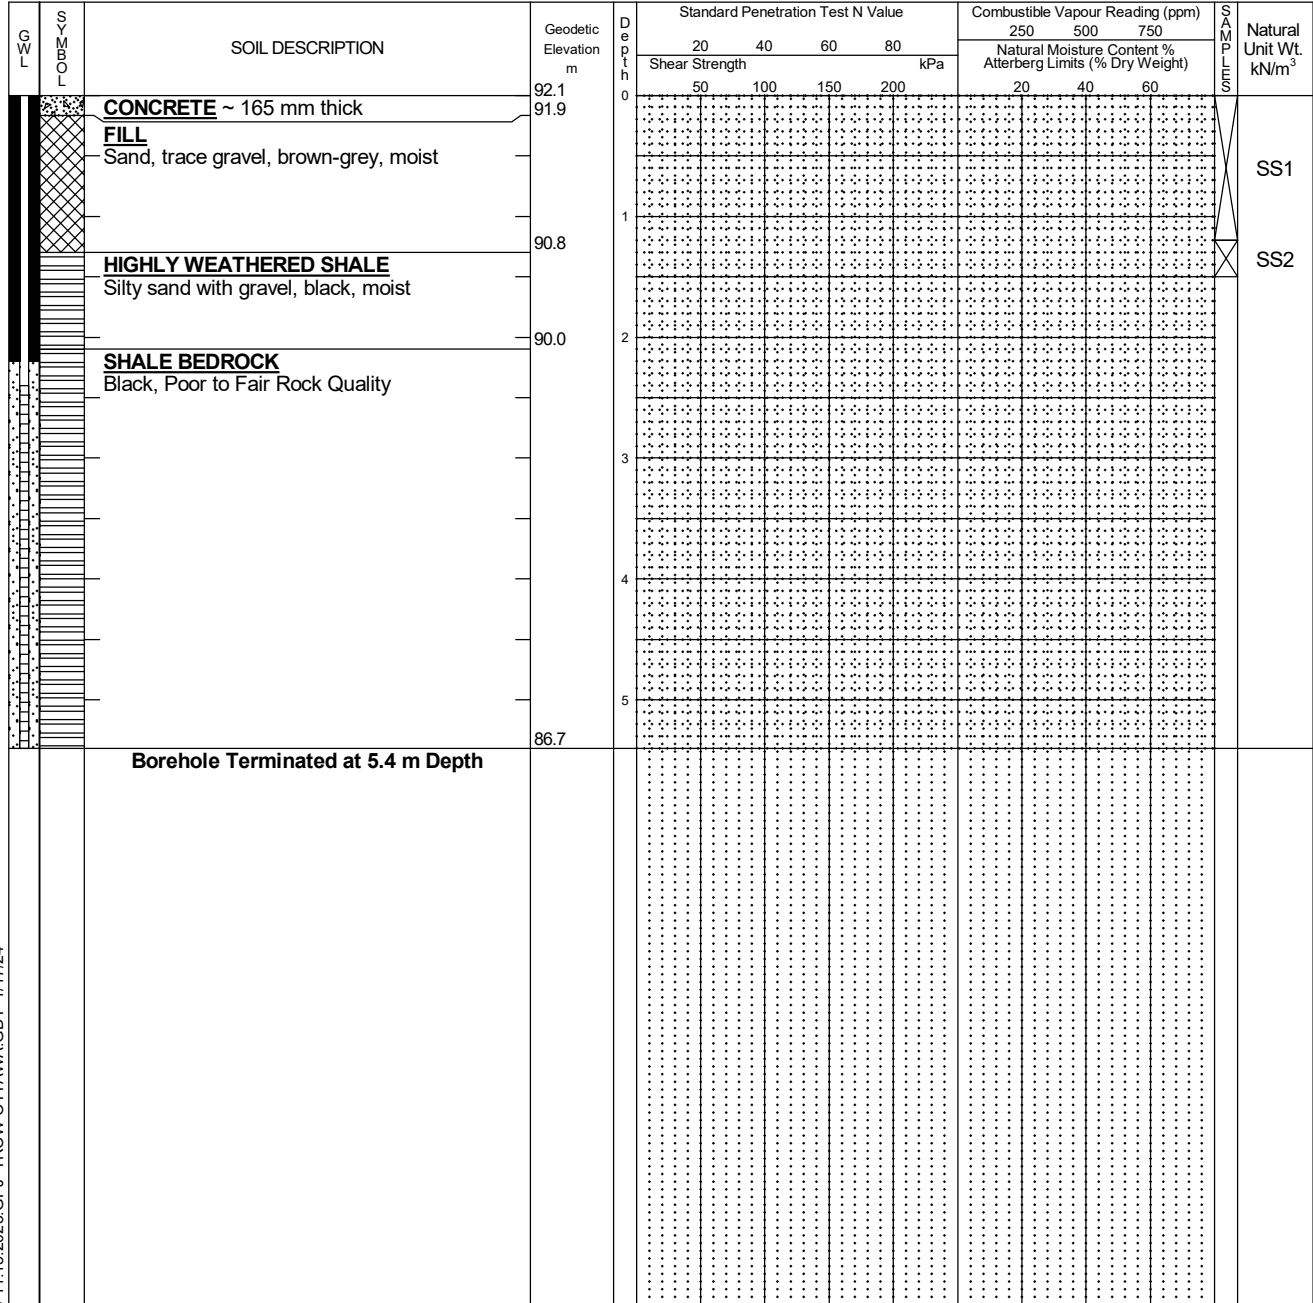 GWL
SYMBOL
SOIL DESCRIPTION
Geodetic
Elevation
m
Depth
Standard Penetration Test N Value
20 40 60 80
Shear Strength kPa
50 100 150 200
Combustible Vapour Reading (ppm)
250 500 750
Natural Moisture Content %
Atterberg Limits (% Dry Weight)
20 40 60
SAMPLES
Natural
Unit Wt.
kN/m³
92.1
0
CONCRETE ~ 165 mm thick
91.9
FILL
Sand, trace gravel, brown-grey, moist
SS1
1
90.8
HIGHLY WEATHERED SHALE
Silty sand with gravel, black, moist
SS2
90.0
2
SHALE BEDROCK
Black, Poor to Fair Rock Quality
3
4
5
86.7
Borehole Terminated at 5.4 m Depth